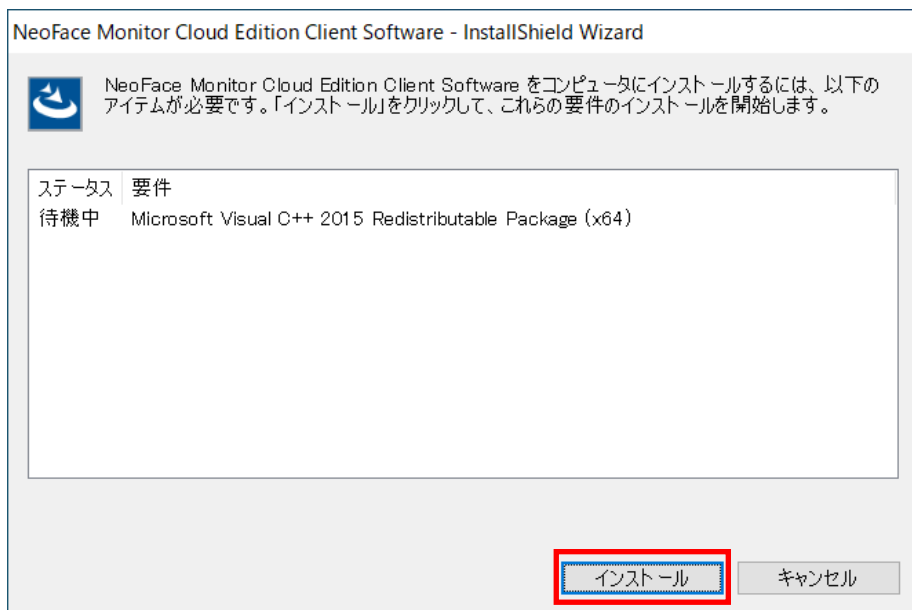 NeoFace Monitor Cloud Edition Client Software - InstallShield Wizard
NeoFace Monitor Cloud Edition Client Software をコンピュータにインストールするには、以下の
アイテムが必要です。「インストール」をクリックして、これらの要件のインストールを開始します。
ステータス 要件
待機中 Microsoft Visual C++ 2015 Redistributable Package (x64)
インストール キャンセル